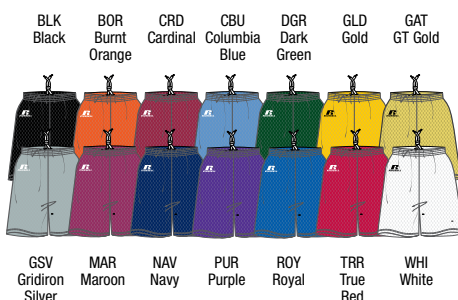 BLK
Black
BOR
Burnt
Orange
CRD
Cardinal
CBU
Columbia
Blue
DGR
Dark
Green
GLD
Gold
GAT
GT Gold
GSV
Gridiron
Silver
MAR
Maroon
NAV
Navy
PUR
Purple
ROY
Royal
TRR
True
Red
WHI
White